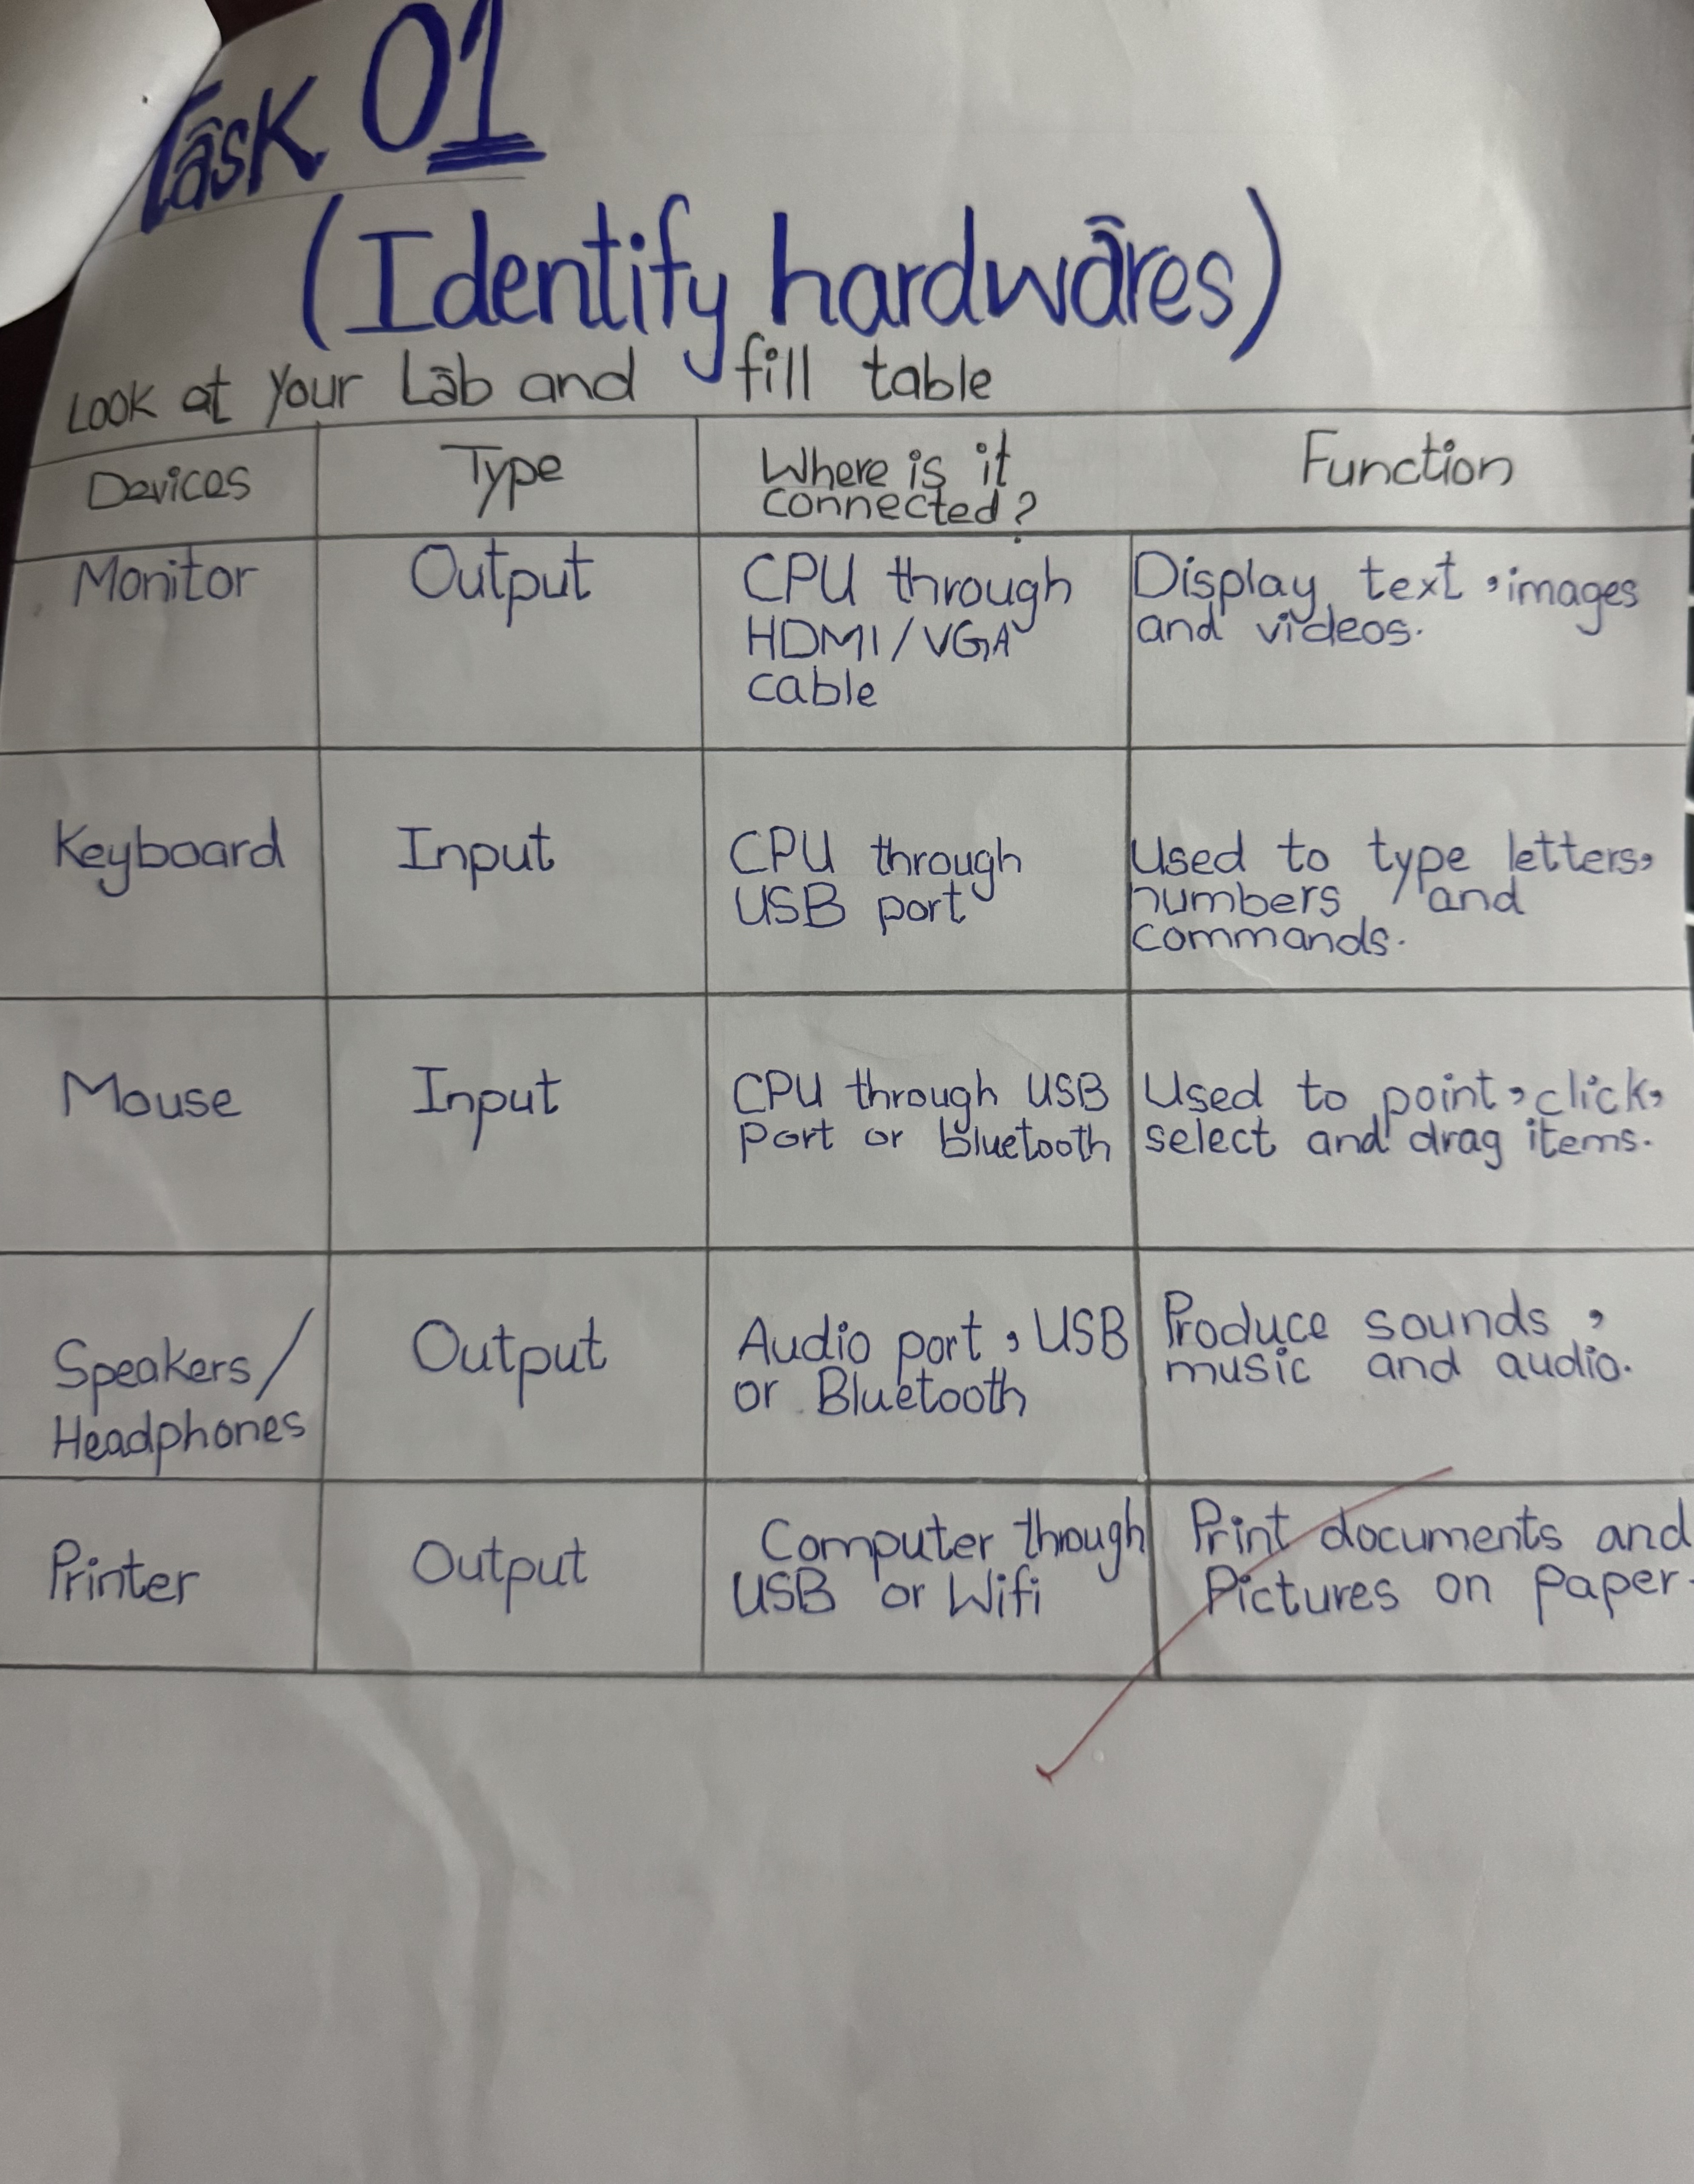 Task 01
(Identify hardwares)
Look at your Lab and fill table
Devices
Type
Where is it
connected?
Function
Monitor
Output
CPU through
HDMI/VGA
cable
Display text, images
and videos.
Keyboard
Input
CPU through
USB port
Used to type letters,
numbers and
commands.
Mouse
Input
CPU through USB
port or bluetooth
Used to point, click,
select and drag items.
Speakers/
Headphones
Output
Audio port, USB
or Bluetooth
Produce sounds,
music and audio.
Printer
Output
Computer through
USB or Wifi
Print documents and
Pictures on paper.